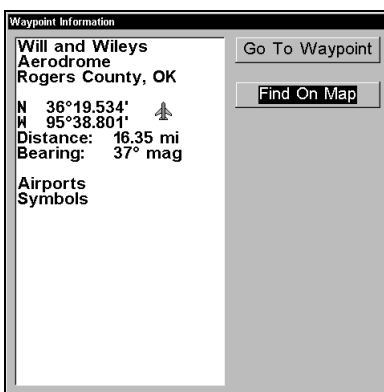 Waypoint Information
Will and Wileys
Aerodrome
Rogers County, OK
N 36°19.534'
W 95°38.801'
Distance: 16.35 mi
Bearing: 37° mag
Airports
Symbols
Go To Waypoint
Find On Map